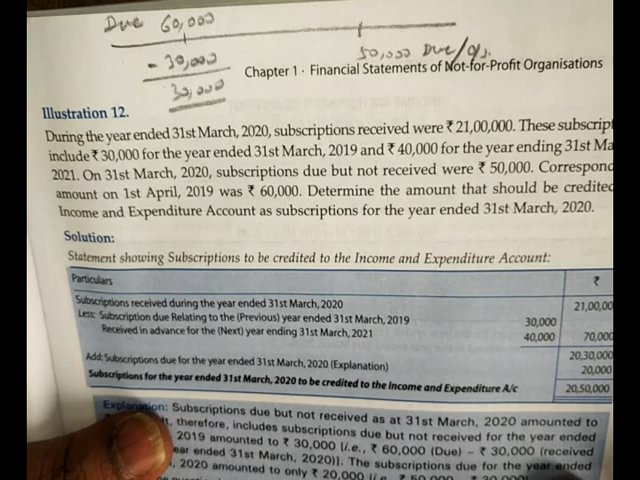 Due 60,000
- 30,000
30,000
50,000 Due/
Chapter 1 · Financial Statements of Not-for-Profit Organisations
Illustration 12.
During the year ended 31st March, 2020, subscriptions received were ₹ 21,00,000. These subscript
include ₹ 30,000 for the year ended 31st March, 2019 and ₹ 40,000 for the year ending 31st Ma
2021. On 31st March, 2020, subscriptions due but not received were ₹ 50,000. Correspond
amount on 1st April, 2019 was ₹ 60,000. Determine the amount that should be credited
Income and Expenditure Account as subscriptions for the year ended 31st March, 2020.
Solution:
Statement showing Subscriptions to be credited to the Income and Expenditure Account:
Particulars ₹
Subscriptions received during the year ended 31st March, 2020 21,00,00
Less: Subscription due Relating to the (Previous) year ended 31st March, 2019 30,000
Received in advance for the (Next) year ending 31st March, 2021 40,000 70,000
20,30,000
Add: Subscriptions due for the year ended 31st March, 2020 (Explanation) 20,000
Subscriptions for the year ended 31st March, 2020 to be credited to the Income and Expenditure A/c 20,50,000
Explanation: Subscriptions due but not received as at 31st March, 2020 amounted to
therefore, includes subscriptions due but not received for the year ended
2019 amounted to ₹ 30,000 [i.e., ₹ 60,000 (Due) – ₹ 30,000 (received
ear ended 31st March, 2020)]. The subscriptions due for the year ended
, 2020 amounted to only ₹ 20,000